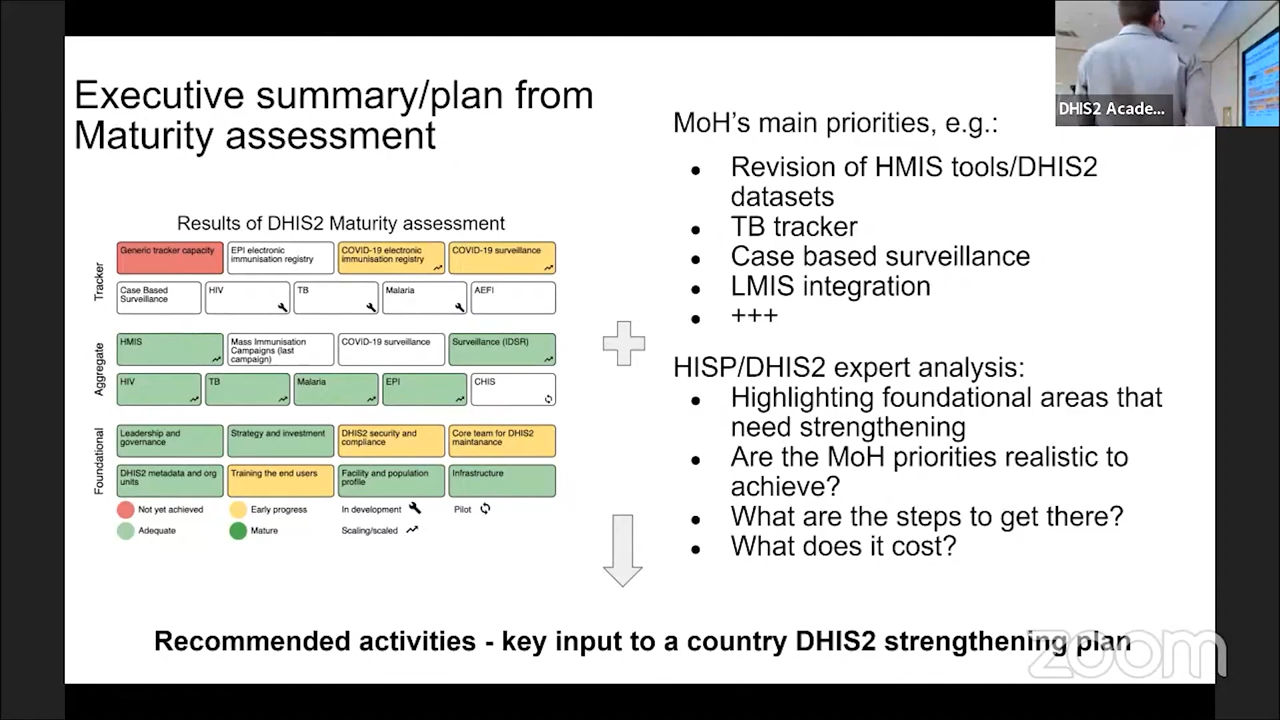 Executive summary/plan from
Maturity assessment
DHIS2 Acade...
Results of DHIS2 Maturity assessment
Tracker
Generic tracker capacity
EPI electronic
immunisation registry
COVID-19 electronic
immunisation registry
COVID-19 surveillance
Case Based
Surveillance
HIV
TB
Malaria
AEFI
Aggregate
HMIS
Mass Immunisation
Campaigns (last
campaign)
COVID-19 surveillance
Surveillance (IDSR)
HIV
TB
Malaria
EPI
CHIS
Foundational
Leadership and
governance
Strategy and investment
DHIS2 security and
compliance
Core team for DHIS2
maintanance
DHIS2 metadata and org
units
Training the end users
Facility and population
profile
Infrastructure
Not yet achieved
Early progress
In development
Pilot
Adequate
Mature
Scaling/scaled
MoH's main priorities, e.g.:
● Revision of HMIS tools/DHIS2
datasets
● TB tracker
● Case based surveillance
● LMIS integration
● +++
HISP/DHIS2 expert analysis:
● Highlighting foundational areas that
need strengthening
● Are the MoH priorities realistic to
achieve?
● What are the steps to get there?
● What does it cost?
Recommended activities - key input to a country DHIS2 strengthening plan
zoom